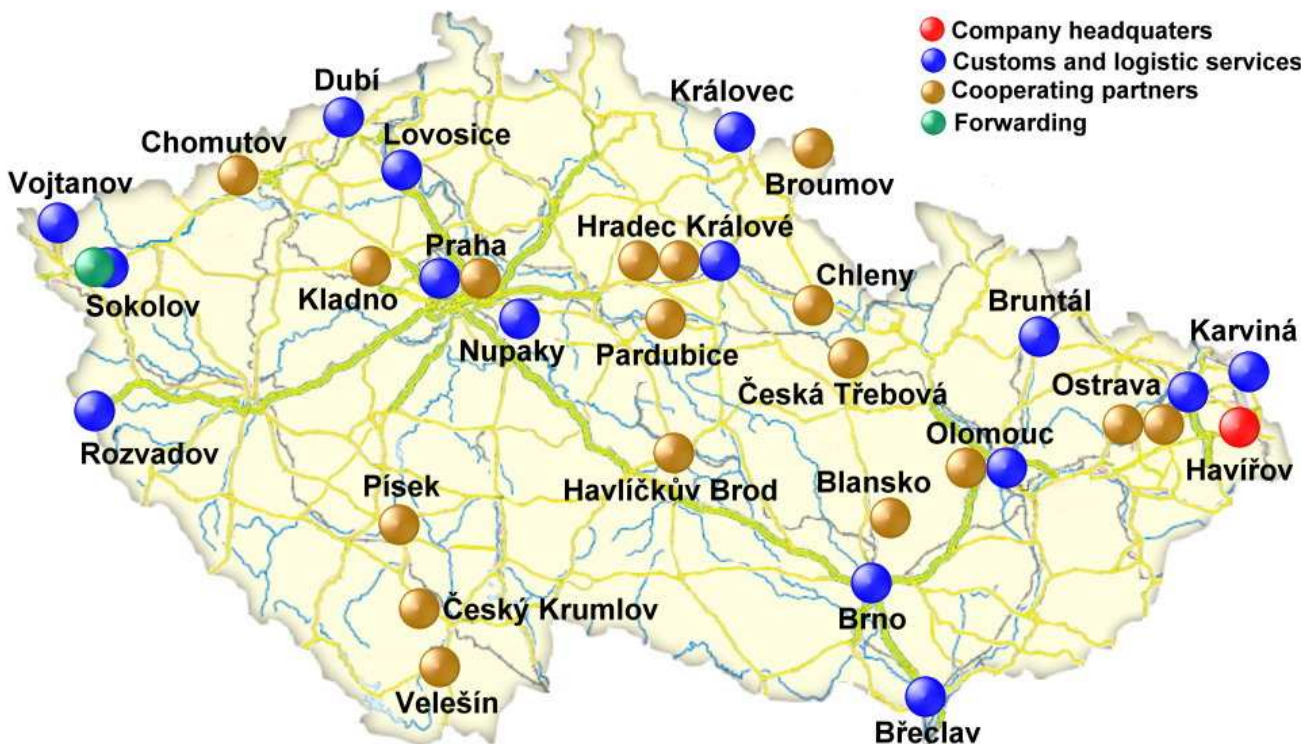 Company headquaters
Customs and logistic services
Cooperating partners
Forwarding
Dubí
Královec
Lovosice
Chomutov
Broumov
Vojtanov
Hradec Králové
Praha
Chleny
Kladno
Sokolov
Bruntál
Karviná
Nupaky
Pardubice
Česká Třebová
Ostrava
Olomouc
Rozvadov
Havířov
Písek
Havlíčkův Brod
Blansko
Český Krumlov
Brno
Velešín
Břeclav